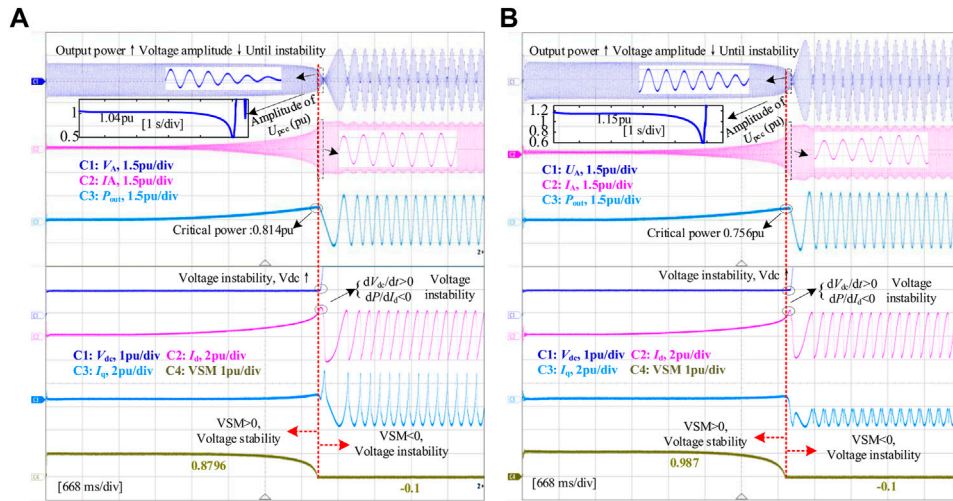 A
Output power ↑ Voltage amplitude ↓ Until instability
C1
1
0.5
1.04pu
[1 s/div]
Amplitude of
Upcc (pu)
C1: VA, 1.5pu/div
C2: IA, 1.5pu/div
C3: Pout, 1.5pu/div
Critical power :0.814pu
Voltage instability, Vdc ↑
{ dVdc/dt>0
dP/dId<0
Voltage
instability
C1: Vdc, 1pu/div C2: Id, 2pu/div
C3: Iq, 2pu/div C4: VSM 1pu/div
VSM>0,
Voltage stability
VSM<0,
Voltage instability
0.8796
-0.1
[668 ms/div]
B
Output power ↑ Voltage amplitude ↓ Until instability
1.2
1.0
0.8
0.6
1.15pu
[1 s/div]
Amplitude of
Upcc (pu)
C2
C1: UA, 1.5pu/div
C2: IA, 1.5pu/div
C3: Pout, 1.5pu/div
Critical power 0.756pu
Voltage instability, Vdc ↑
{ dVdc/dt>0
dP/dId<0
Voltage
instability
C1: Vdc, 1pu/div C2: Id, 2pu/div
C3: Iq, 2pu/div C4: VSM 1pu/div
VSM>0,
Voltage stability
VSM<0,
Voltage instability
0.987
-0.1
[668 ms/div]